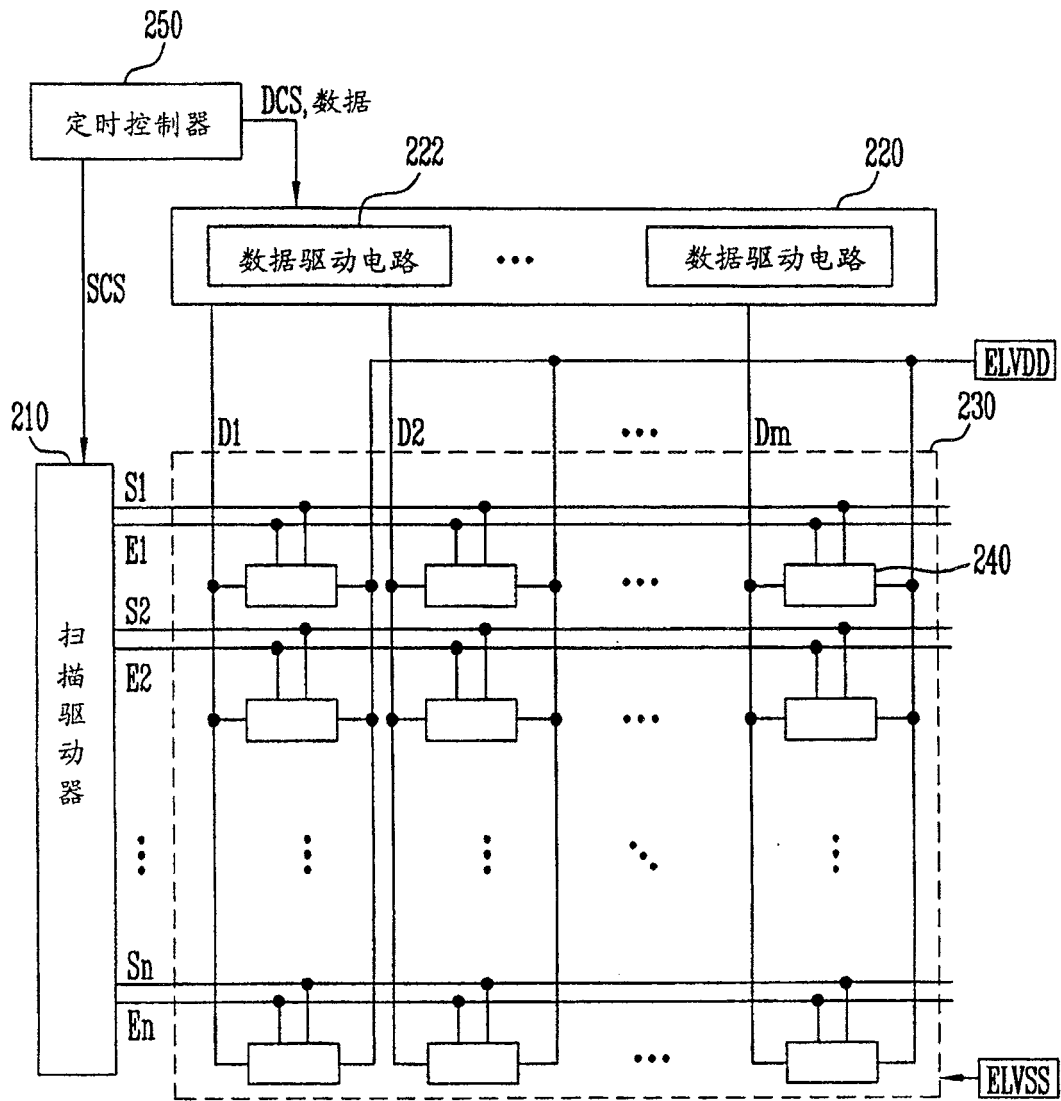 250
定时控制器
DCS,数据
222
220
数据驱动电路
...
数据驱动电路
SCS
ELVDD
210
D1
D2
...
Dm
230
S1
E1
...
240
S2
扫描驱动器
E2
...
Sn
En
...
ELVSS